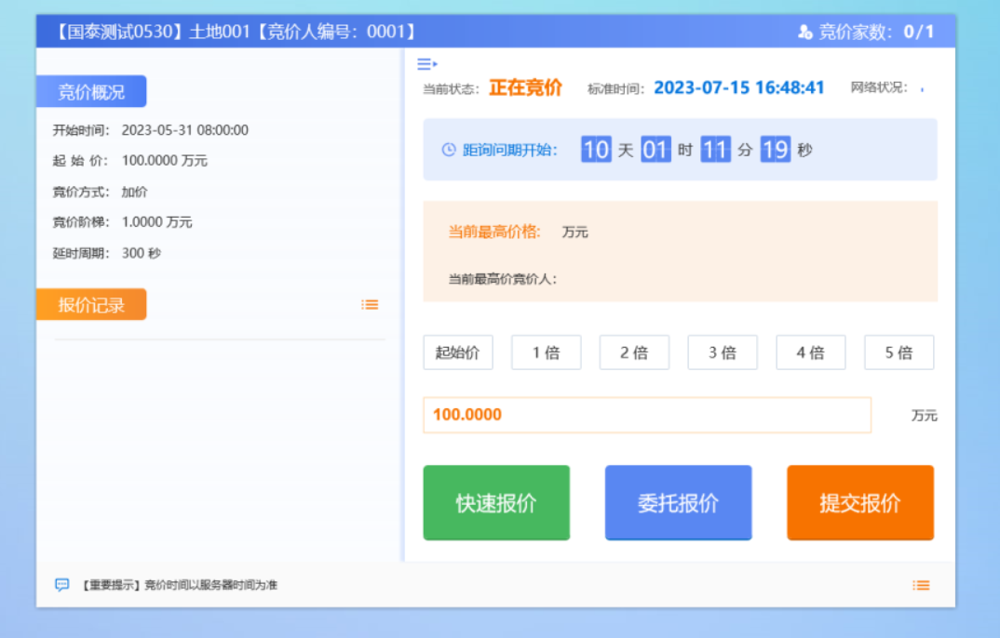 【国泰测试0530】土地001【竞价人编号：0001】
竞价家数：0/1
竞价概况
开始时间： 2023-05-31 08:00:00
起 始 价： 100.0000 万元
竞价方式： 加价
竞价阶梯： 1.0000 万元
延时周期： 300 秒
报价记录
当前状态： 正在竞价 标准时间： 2023-07-15 16:48:41 网络状况：
距询问期开始： 10 天 01 时 11 分 19 秒
当前最高价格： 万元
当前最高价竞价人：
起始价 1 倍 2 倍 3 倍 4 倍 5 倍
100.0000 万元
快速报价 委托报价 提交报价
【重要提示】竞价时间以服务器时间为准